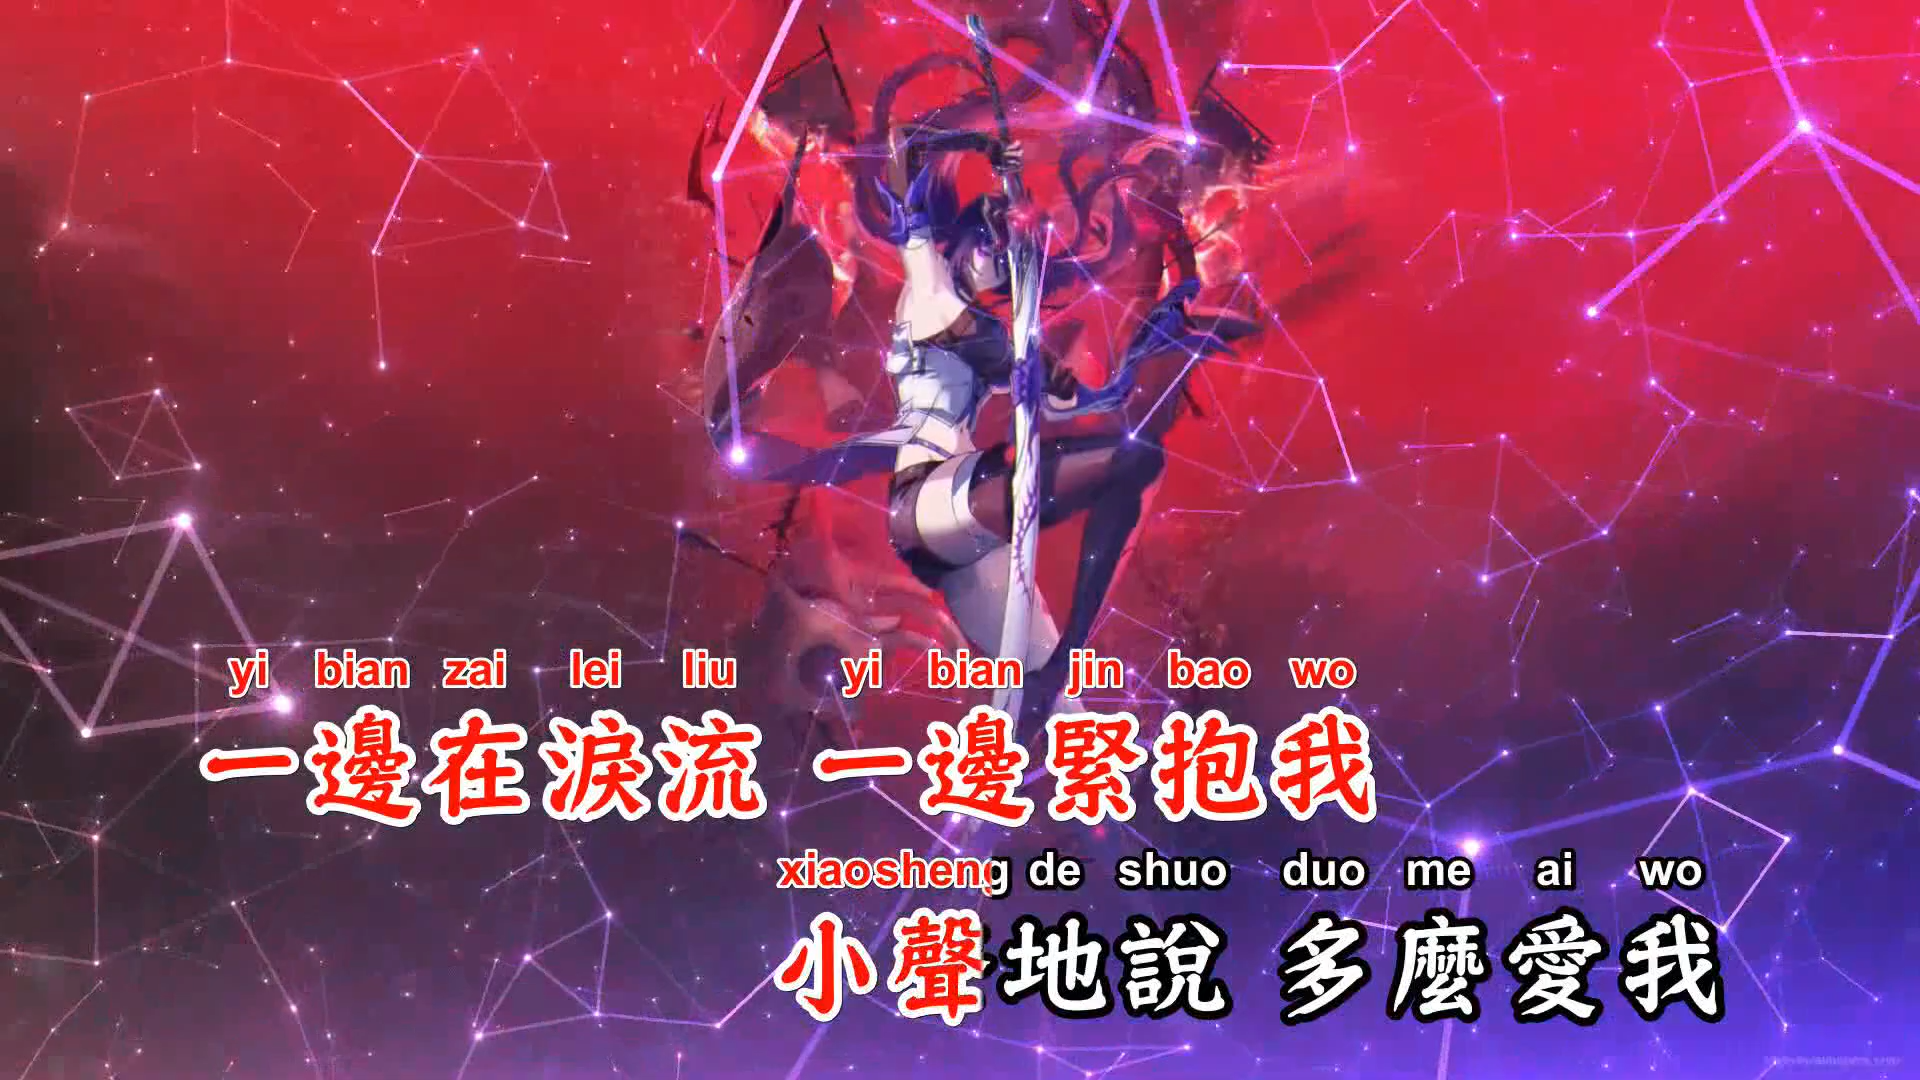 yi bian zai lei liu yi bian jin bao wo
一邊在淚流 一邊緊抱我
xiaosheng de shuo duo me ai wo
小聲地說 多麼愛我